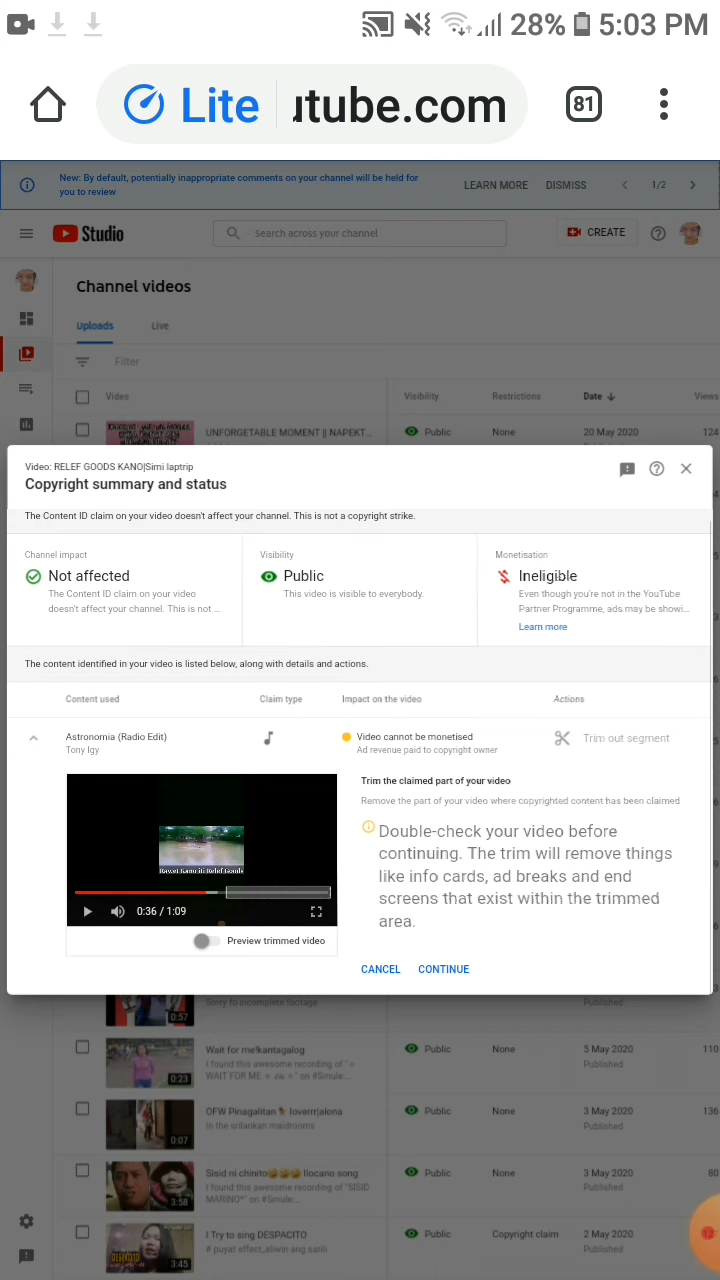 28% 5:03 PM
Lite
utube.com
81
New: By default, potentially inappropriate comments on your channel will be held for
you to review
LEARN MORE
DISMISS
1/2
Studio
Search across your channel
CREATE
Channel videos
Uploads
Live
Filter
Video
Visibility
Restrictions
Date
Views
UNFORGETABLE MOMENT || NAPEKT...
Public
None
20 May 2020
124
Video: RELEF GOODS KANO|Simi laptrip
Copyright summary and status
The Content ID claim on your video doesn't affect your channel. This is not a copyright strike.
Channel impact
Not affected
The Content ID claim on your video
doesn't affect your channel. This is not ...
Visibility
Public
This video is visible to everybody.
Monetisation
Ineligible
Even though you're not in the YouTube
Partner Programme, ads may be showi...
Learn more
The content identified in your video is listed below, along with details and actions.
Content used
Claim type
Impact on the video
Actions
Astronomia (Radio Edit)
Tony Igy
Video cannot be monetised
Ad revenue paid to copyright owner
Trim out segment
0:36 / 1:09
Preview trimmed video
Trim the claimed part of your video
Remove the part of your video where copyrighted content has been claimed
Double-check your video before
continuing. The trim will remove things
like info cards, ad breaks and end
screens that exist within the trimmed
area.
CANCEL
CONTINUE
0:57
Sorry fo incomplete footage
Published
0:23
Wait for me!kantagalog
I found this awesome recording of "
WAIT FOR ME
" on #Smule:...
Public
None
5 May 2020
Published
110
0:07
OFW Pinagalitan loverrr|alona
In the srilankan maidrooms
Public
None
3 May 2020
Published
136
3:58
Sisid ni chinito🤣🤣🤣 Ilocano song
I found this awesome recording of "SISID
MARINO*" on #Smule:...
Public
None
3 May 2020
Published
80
3:45
I Try to sing DESPACITO
# puyat effect,,aliwin ang sarili
Public
Copyright claim
2 May 2020
Published